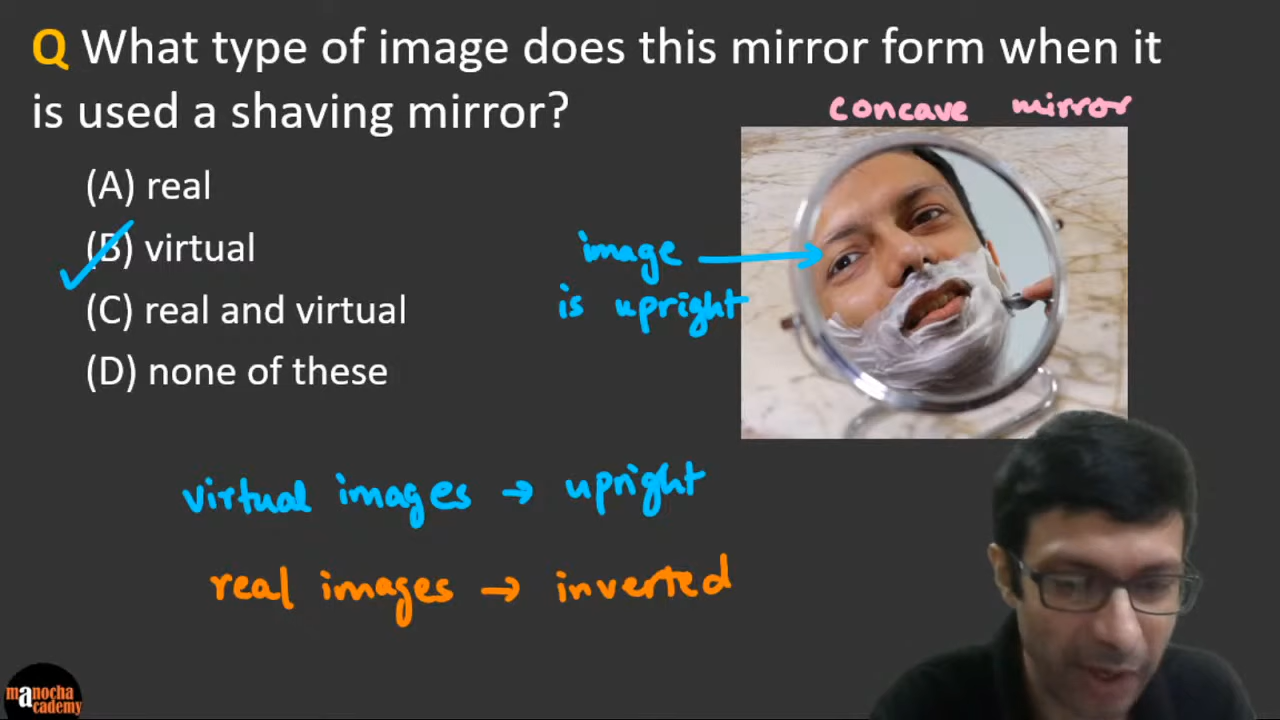 Q What type of image does this mirror form when it
is used a shaving mirror?
concave mirror
(A) real
(B) virtual
(C) real and virtual
(D) none of these
image
is upright
virtual images → upright
real images → inverted
manocha
academy